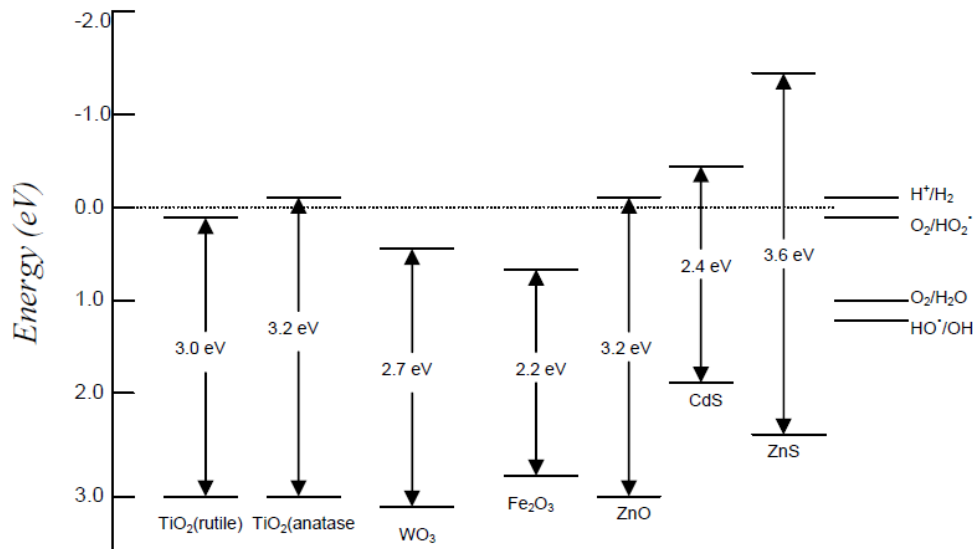 -2.0
-1.0
0.0
1.0
2.0
3.0
Energy (eV)
3.0 eV
3.2 eV
2.7 eV
2.2 eV
3.2 eV
2.4 eV
3.6 eV
TiO₂(rutile)
TiO₂(anatase
WO₃
Fe₂O₃
ZnO
CdS
ZnS
H⁺/H₂
O₂/HO₂˙
O₂/H₂O
HO˙/OH